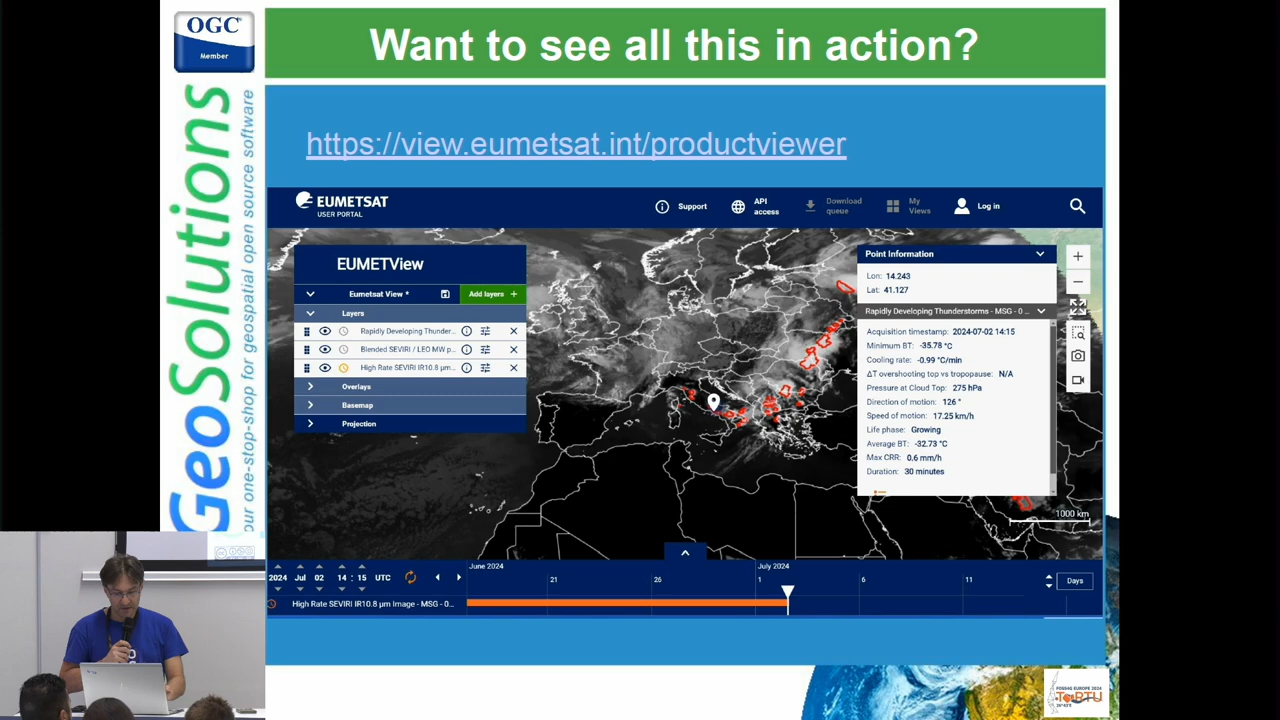 OGC
Member
Want to see all this in action?
GeoSolutions
your one-stop-shop for geospatial open source software
https://view.eumetsat.int/productviewer
EUMETSAT
USER PORTAL
Support
API access
Download queue
My Views
Log in
EUMETView
Eumetsat View *
Add layers +
Layers
Rapidly Developing Thunder...
Blended SEVIRI / LEO MW p...
High Rate SEVIRI IR10.8 µm...
Overlays
Basemap
Projection
Point Information
Lon: 14.243
Lat: 41.127
Rapidly Developing Thunderstorms - MSG - 0 ...
Acquisition timestamp: 2024-07-02 14:15
Minimum BT: -35.78 °C
Cooling rate: -0.99 °C/min
ΔT overshooting top vs tropopause: N/A
Pressure at Cloud Top: 275 hPa
Direction of motion: 126 °
Speed of motion: 17.25 km/h
Life phase: Growing
Average BT: -32.73 °C
Max CRR: 0.6 mm/h
Duration: 30 minutes
1000 km
June 2024
July 2024
2024 Jul 02 14 : 15 UTC
21
26
1
6
11
Days
High Rate SEVIRI IR10.8 µm Image - MSG - 0...
FOSS4G EUROPE 2024
TARTU